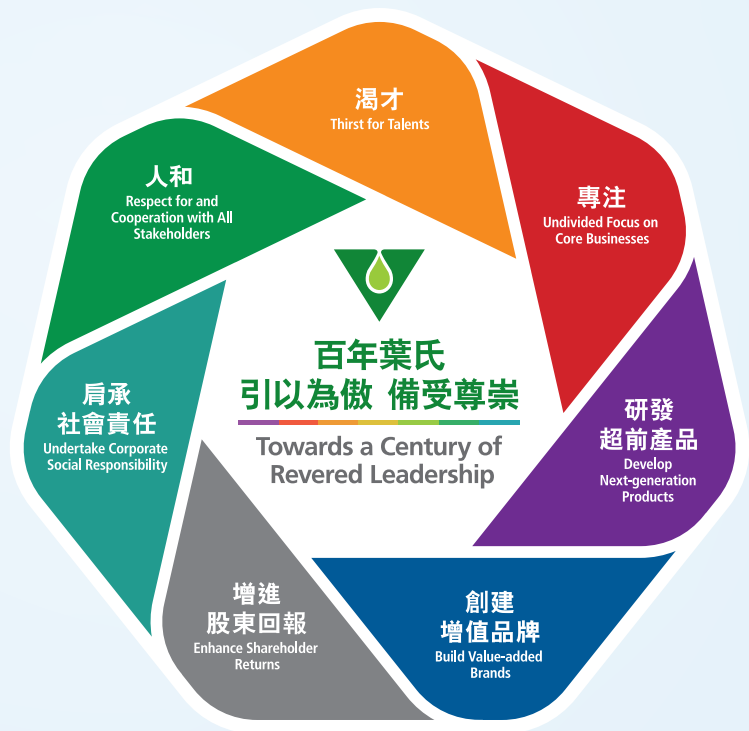 渴才
Thirst for Talents
專注
Undivided Focus on
Core Businesses
研發
超前產品
Develop
Next-generation
Products
創建
增值品牌
Build Value-added
Brands
增進
股東回報
Enhance Shareholder
Returns
肩承
社會責任
Undertake Corporate
Social Responsibility
人和
Respect for and
Cooperation with All
Stakeholders
百年葉氏
引以為傲 備受尊崇
Towards a Century of
Revered Leadership